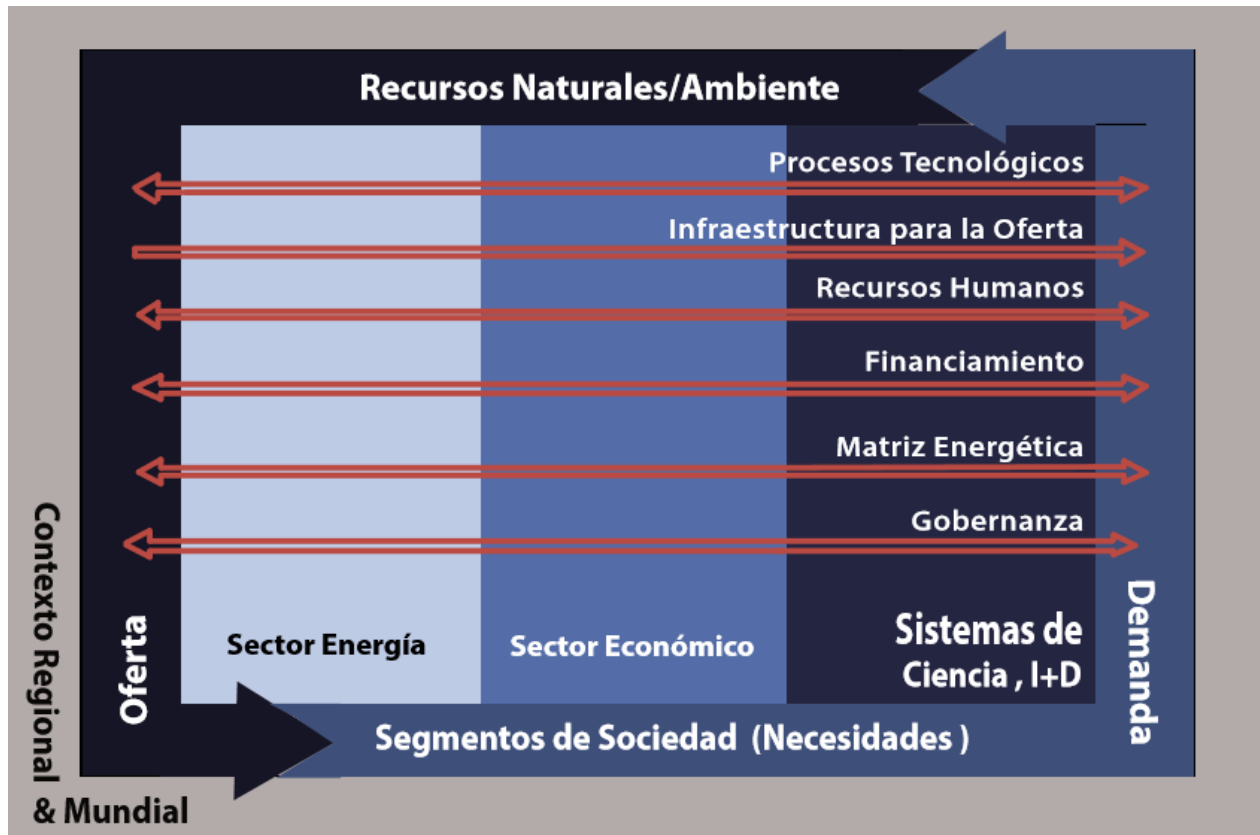 Recursos Naturales/Ambiente
Procesos Tecnológicos
Infraestructura para la Oferta
Recursos Humanos
Financiamiento
Matriz Energética
Gobernanza
Contexto Regional
& Mundial
Oferta
Sector Energía
Sector Económico
Sistemas de
Ciencia , I+D
Demanda
Segmentos de Sociedad (Necesidades )